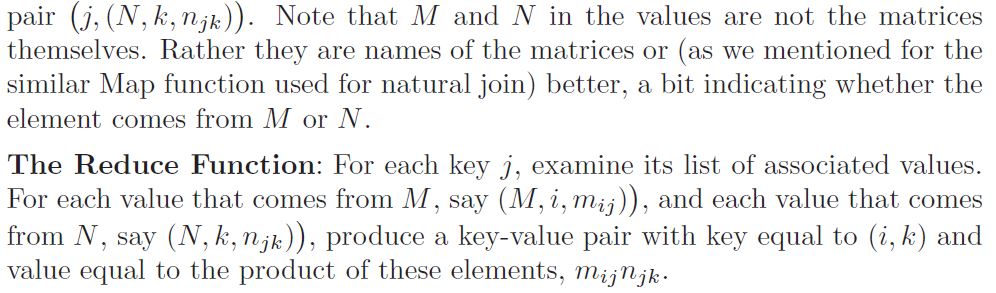 pair (j, (N, k, n_{jk})). Note that M and N in the values are not the matrices
themselves. Rather they are names of the matrices or (as we mentioned for the
similar Map function used for natural join) better, a bit indicating whether the
element comes from M or N.
The Reduce Function: For each key j, examine its list of associated values.
For each value that comes from M, say (M, i, m_{ij})), and each value that comes
from N, say (N, k, n_{jk})), produce a key-value pair with key equal to (i, k) and
value equal to the product of these elements, m_{ij}n_{jk}.